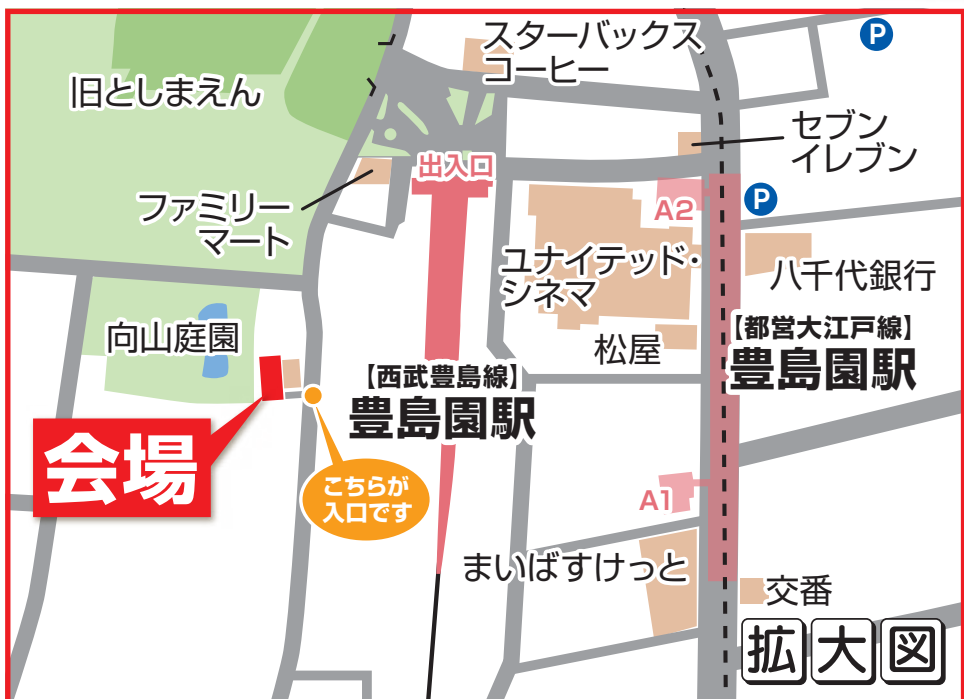 スターバックス
コーヒー
P
旧としまえん
セブン
イレブン
出入口
ファミリー
マート
A2
P
ユナイテッド・
シネマ
八千代銀行
向山庭園
松屋
【都営大江戸線】
豊島園駅
【西武豊島線】
豊島園駅
会場
こちらが
入口です
A1
まいばすけっと
交番
拡大図